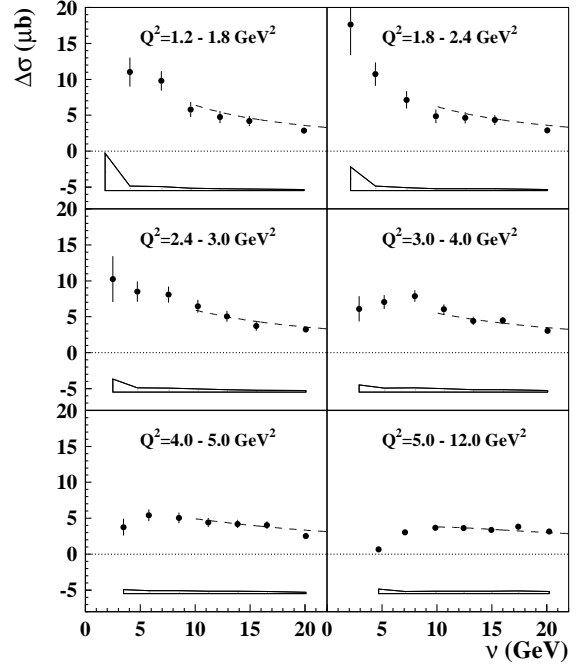 Δσ (μb)
20
15
10
5
0
-5
Q²=1.2 - 1.8 GeV²
Q²=1.8 - 2.4 GeV²
20
15
10
5
0
-5
Q²=2.4 - 3.0 GeV²
Q²=3.0 - 4.0 GeV²
20
15
10
5
0
-5
Q²=4.0 - 5.0 GeV²
Q²=5.0 - 12.0 GeV²
0 5 10 15 20 0 5 10 15 20
ν (GeV)